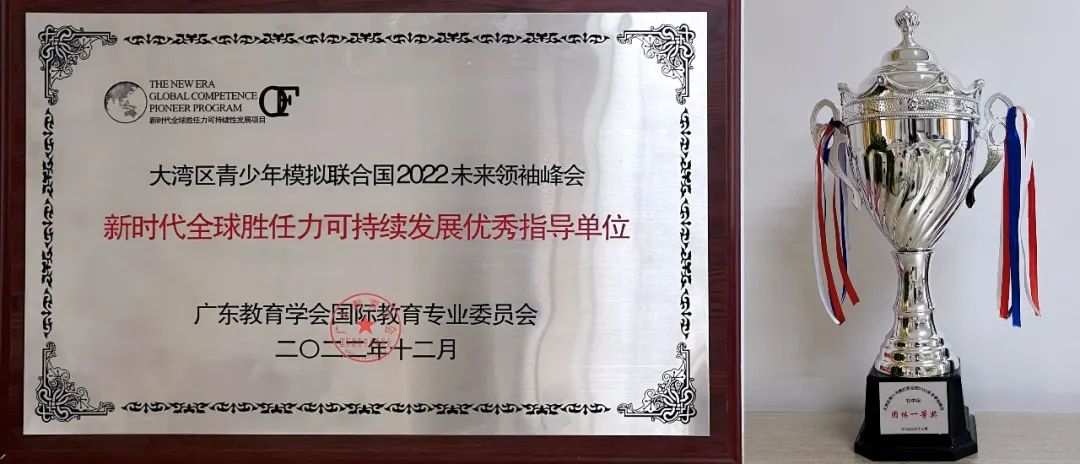 THE NEW ERA
GLOBAL COMPETENCE
PIONEER PROGRAM
新时代全球胜任力可持续性发展项目
大湾区青少年模拟联合国2022未来领袖峰会
新时代全球胜任力可持续发展优秀指导单位
广东教育学会国际教育专业委员会
二〇二二年十二月
初中组
团体一等奖